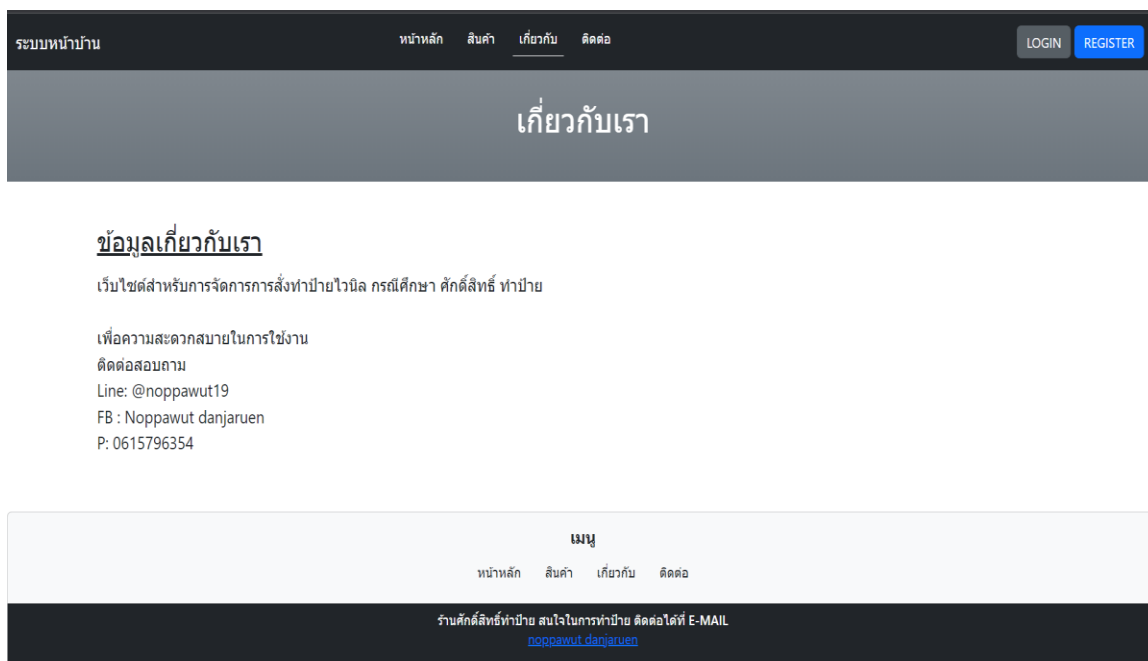 ระบบหน้าบ้าน
หน้าหลัก สินค้า เกี่ยวกับ ติดต่อ
LOGIN REGISTER
เกี่ยวกับเรา
ข้อมูลเกี่ยวกับเรา
เว็บไซต์สำหรับการจัดการการสั่งทำป้ายไวนิล กรณีศึกษา ศักดิ์สิทธิ์ ทำป้าย
เพื่อความสะดวกสบายในการใช้งาน
ติดต่อสอบถาม
Line: @noppawut19
FB : Noppawut danjaruen
P: 0615796354
เมนู
หน้าหลัก สินค้า เกี่ยวกับ ติดต่อ
ร้านศักดิ์สิทธิ์ทำป้าย สนใจในการทำป้าย ติดต่อได้ที่ E-MAIL
noppawut danjaruen